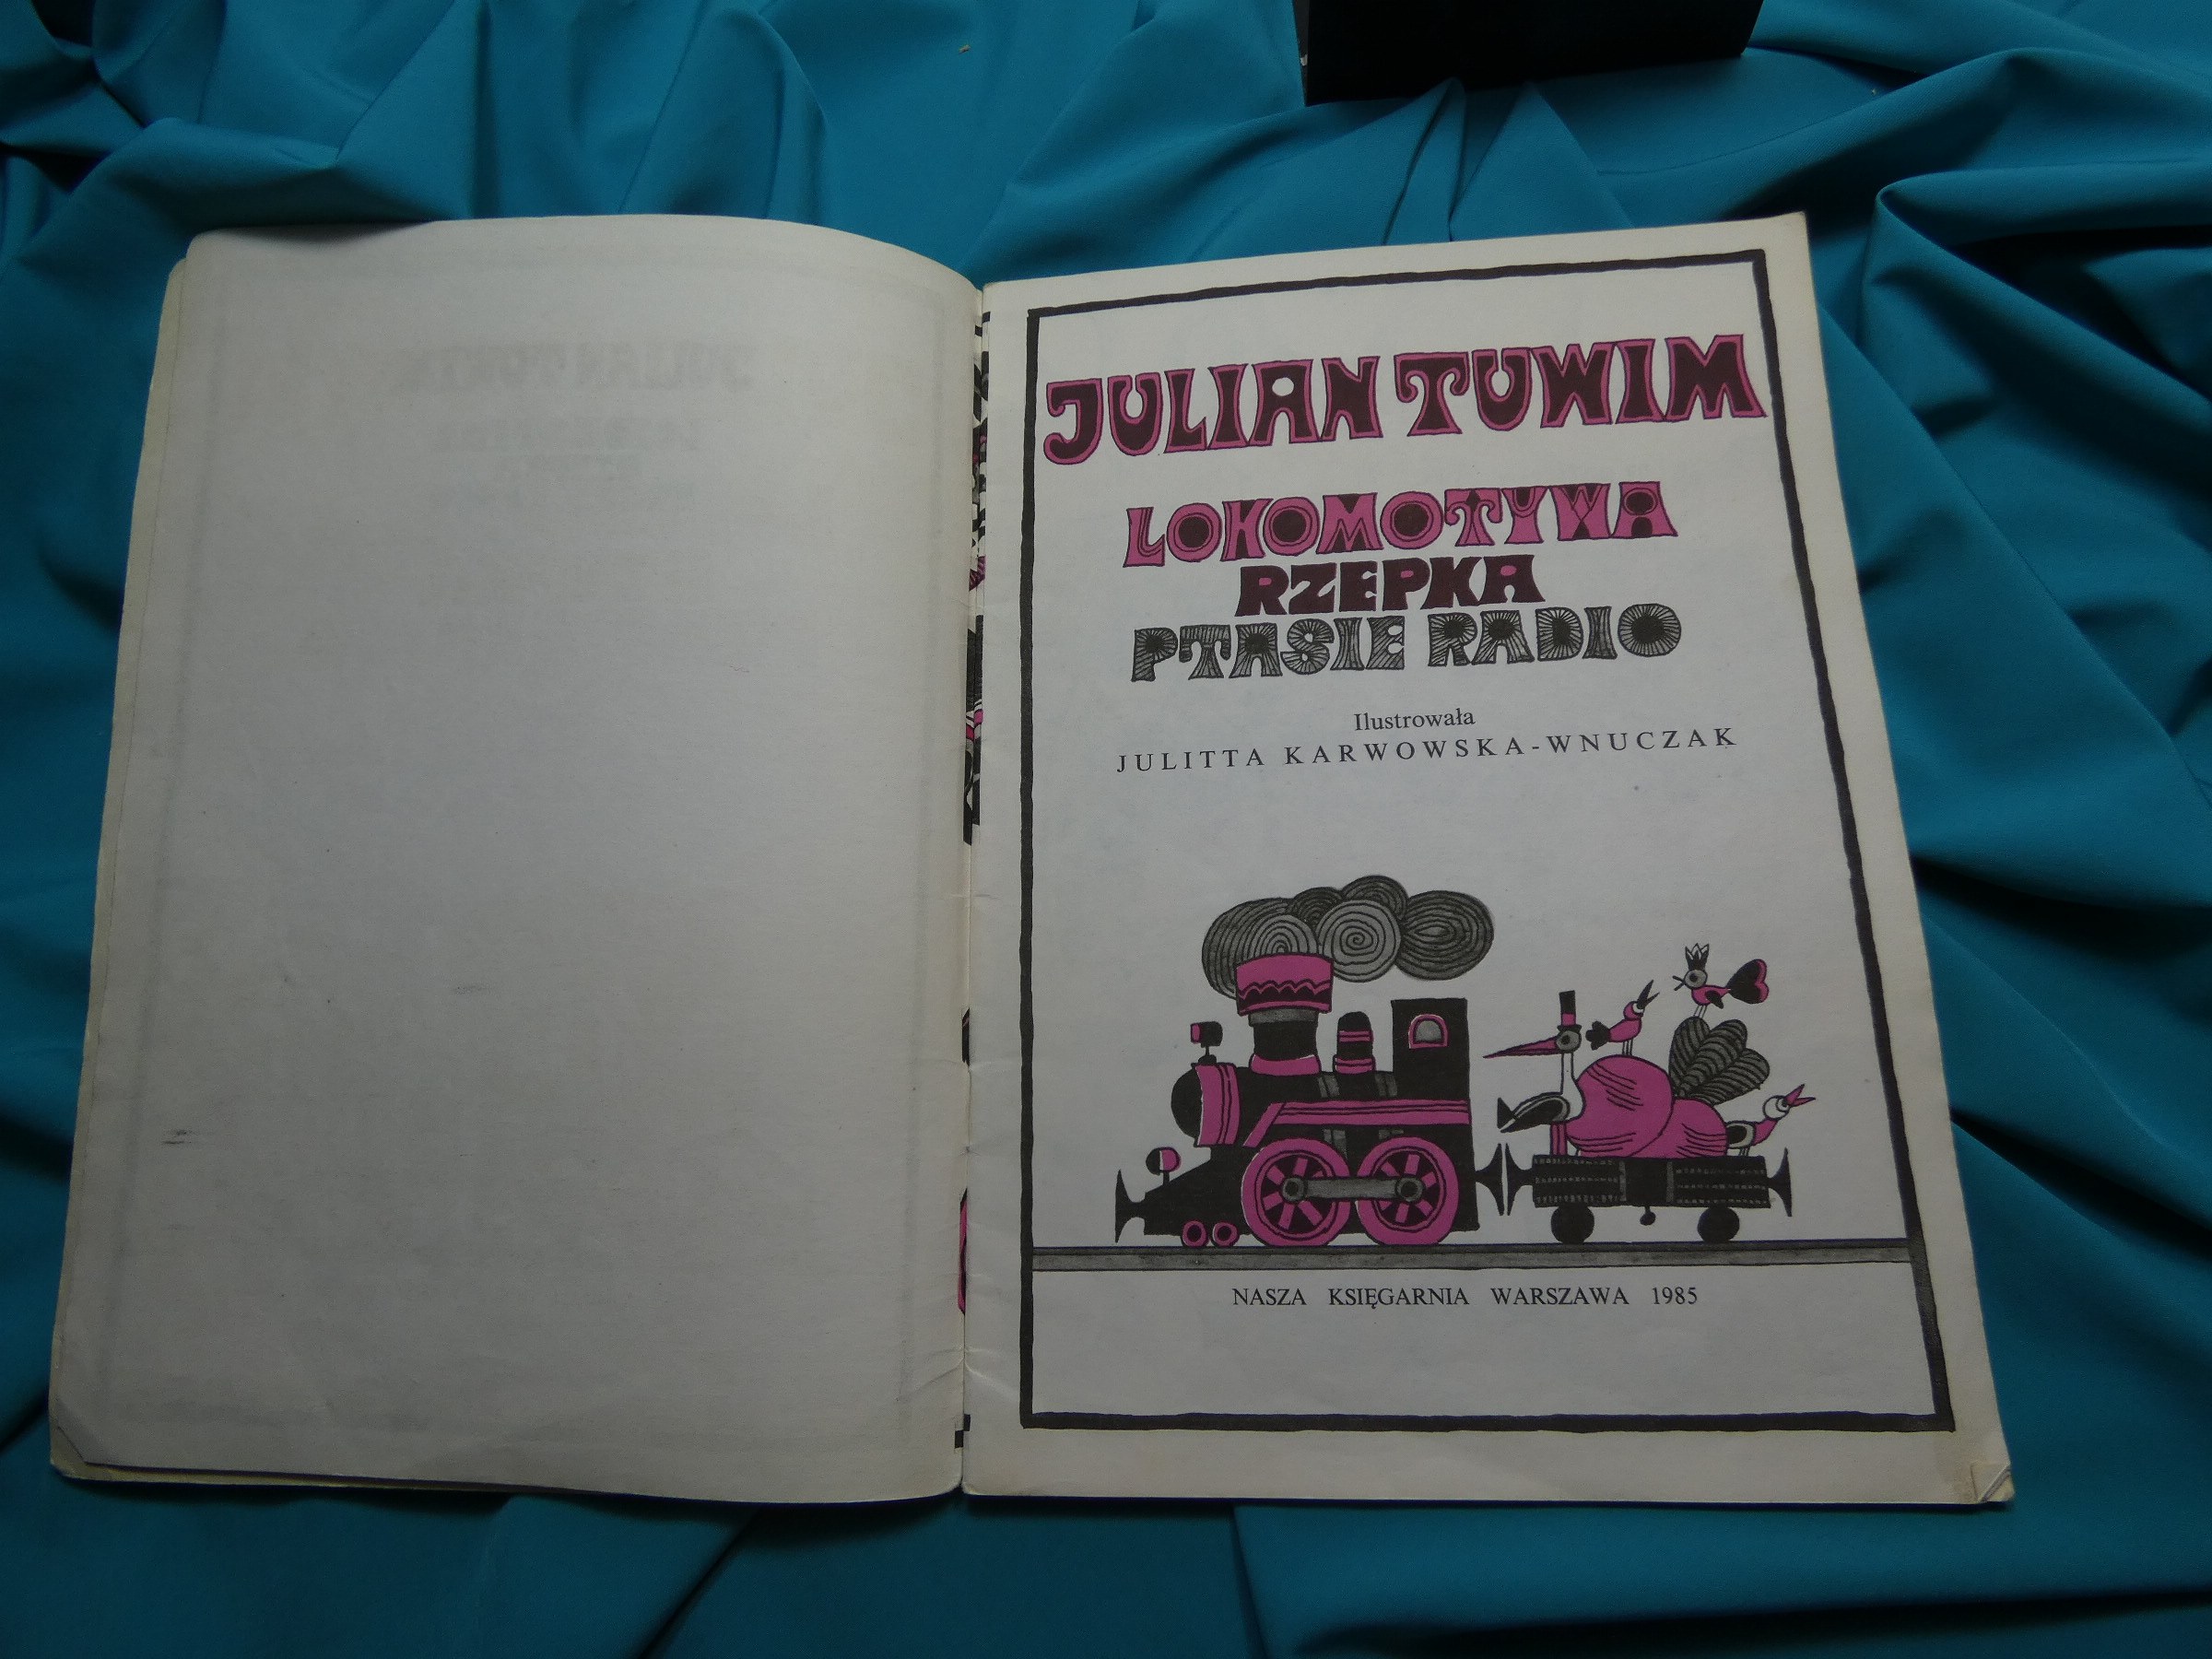 JULIAN TUWIM
LOKOMOTYWA
RZEPKA
PTASIE RADIO
Ilustrowała
JULITTA KARWOWSKA-WNUCZAK
NASZA KSIĘGARNIA WARSZAWA 1985